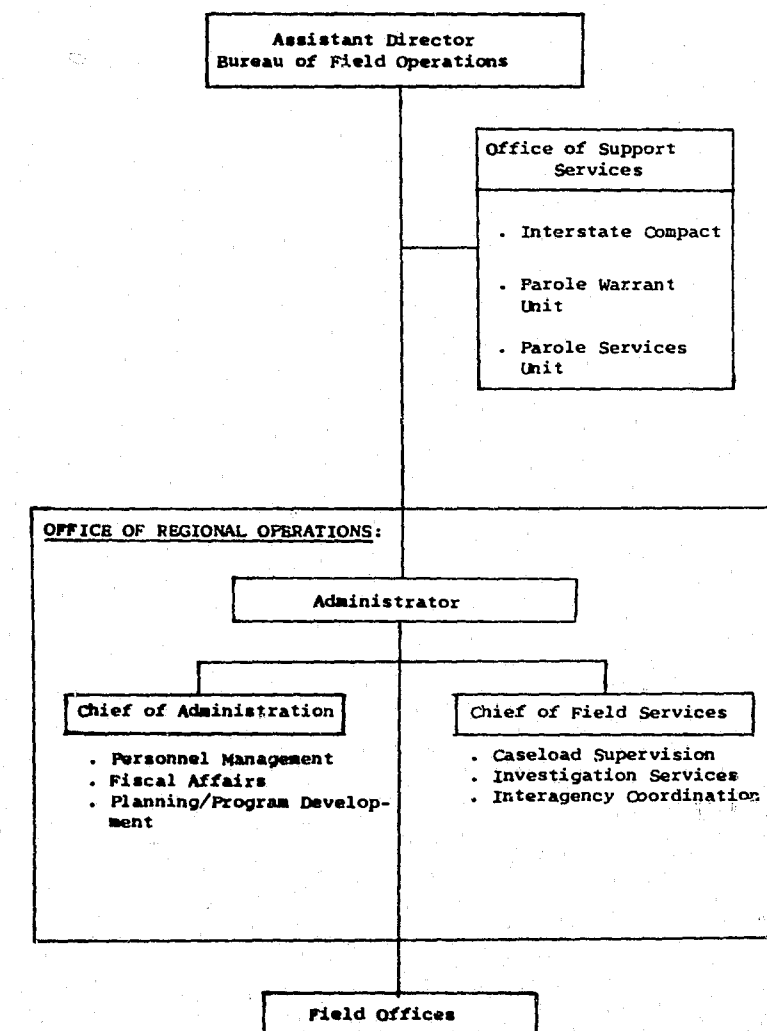 Assistant Director
Bureau of Field Operations
Office of Support
Services
. Interstate Compact
. Parole Warrant
Unit
. Parole Services
Unit
OFFICE OF REGIONAL OPERATIONS:
Administrator
Chief of Administration
. Personnel Management
. Fiscal Affairs
. Planning/Program Develop-
ment
Chief of Field Services
. Caseload Supervision
. Investigation Services
. Interagency Coordination
Field Offices